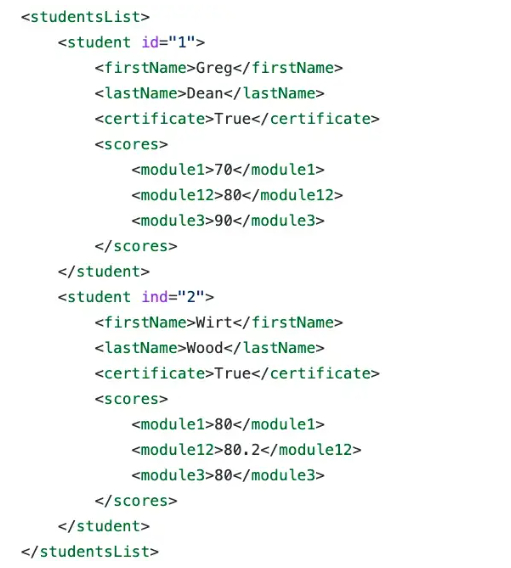 <studentsList>
    <student id="1">
        <firstName>Greg</firstName>
        <lastName>Dean</lastName>
        <certificate>True</certificate>
        <scores>
            <module1>70</module1>
            <module12>80</module12>
            <module3>90</module3>
        </scores>
    </student>
    <student ind="2">
        <firstName>Wirt</firstName>
        <lastName>Wood</lastName>
        <certificate>True</certificate>
        <scores>
            <module1>80</module1>
            <module12>80.2</module12>
            <module3>80</module3>
        </scores>
    </student>
</studentsList>